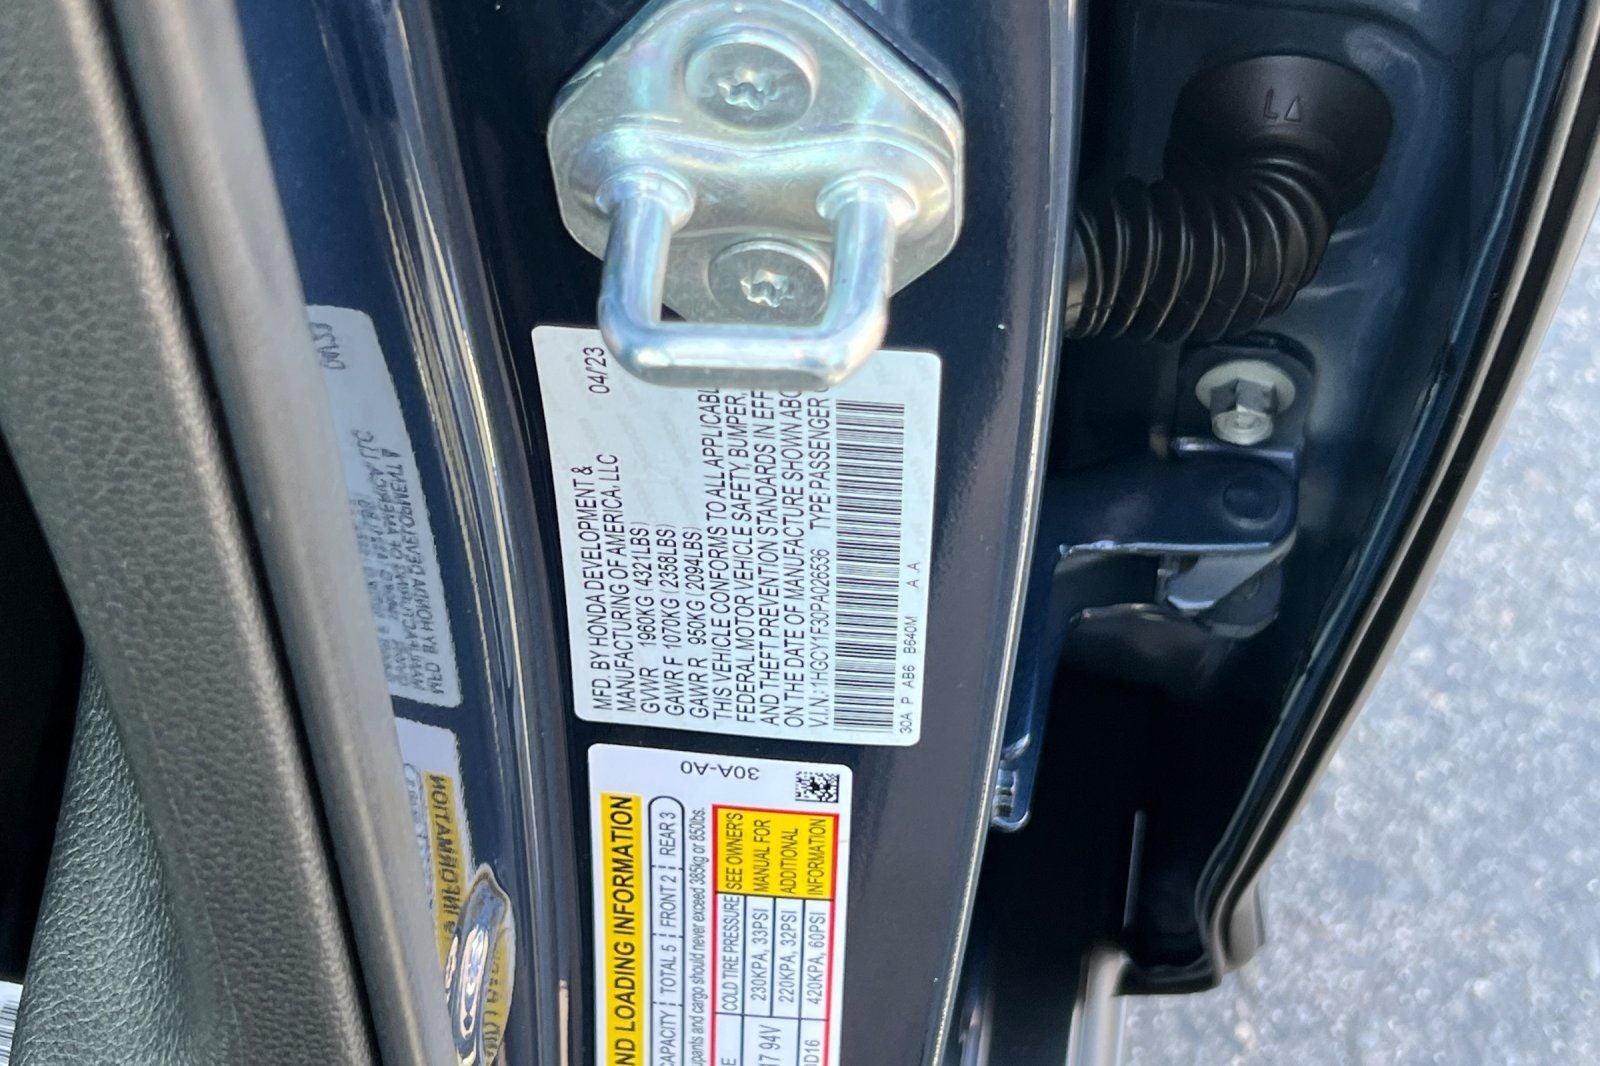 LΔ
MFD. BY HONDA DEVELOPMENT & 04/23
MANUFACTURING OF AMERICA, LLC
GVWR 1960KG (4321LBS)
GAWR F 1070KG (2358LBS)
GAWR R 950KG (2094LBS)
THIS VEHICLE CONFORMS TO ALL APPLICABL
FEDERAL MOTOR VEHICLE SAFETY, BUMPER,
AND THEFT PREVENTION STANDARDS IN EFF
ON THE DATE OF MANUFACTURE SHOWN ABO
V.I.N.: 1HGCY1F30PA026536 TYPE: PASSENGER
30A P AB6 B640M A A
30A-A0
ND LOADING INFORMATION
CAPACITY TOTAL 5 FRONT 2 REAR 3
upants and cargo should never exceed 385kg or 850lbs.
E COLD TIRE PRESSURE SEE OWNER'S
17 94V 230KPA, 33PSI MANUAL FOR
220KPA, 32PSI ADDITIONAL
D16 420KPA, 60PSI INFORMATION